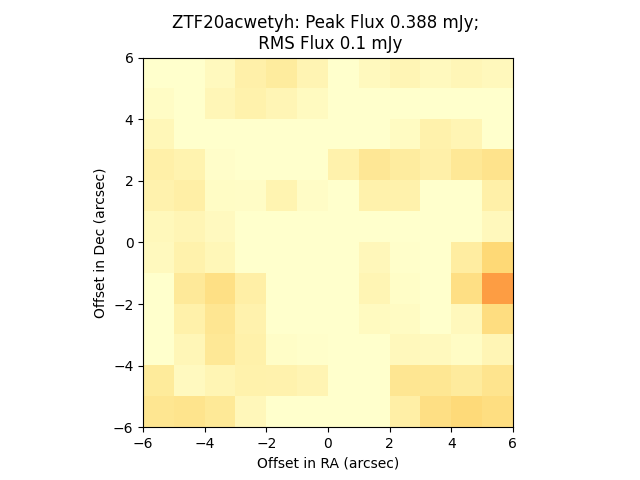 ZTF20acwetyh: Peak Flux 0.388 mJy;
RMS Flux 0.1 mJy
6
4
2
0
−2
−4
−6
Offset in Dec (arcsec)
−6 −4 −2 0 2 4 6
Offset in RA (arcsec)